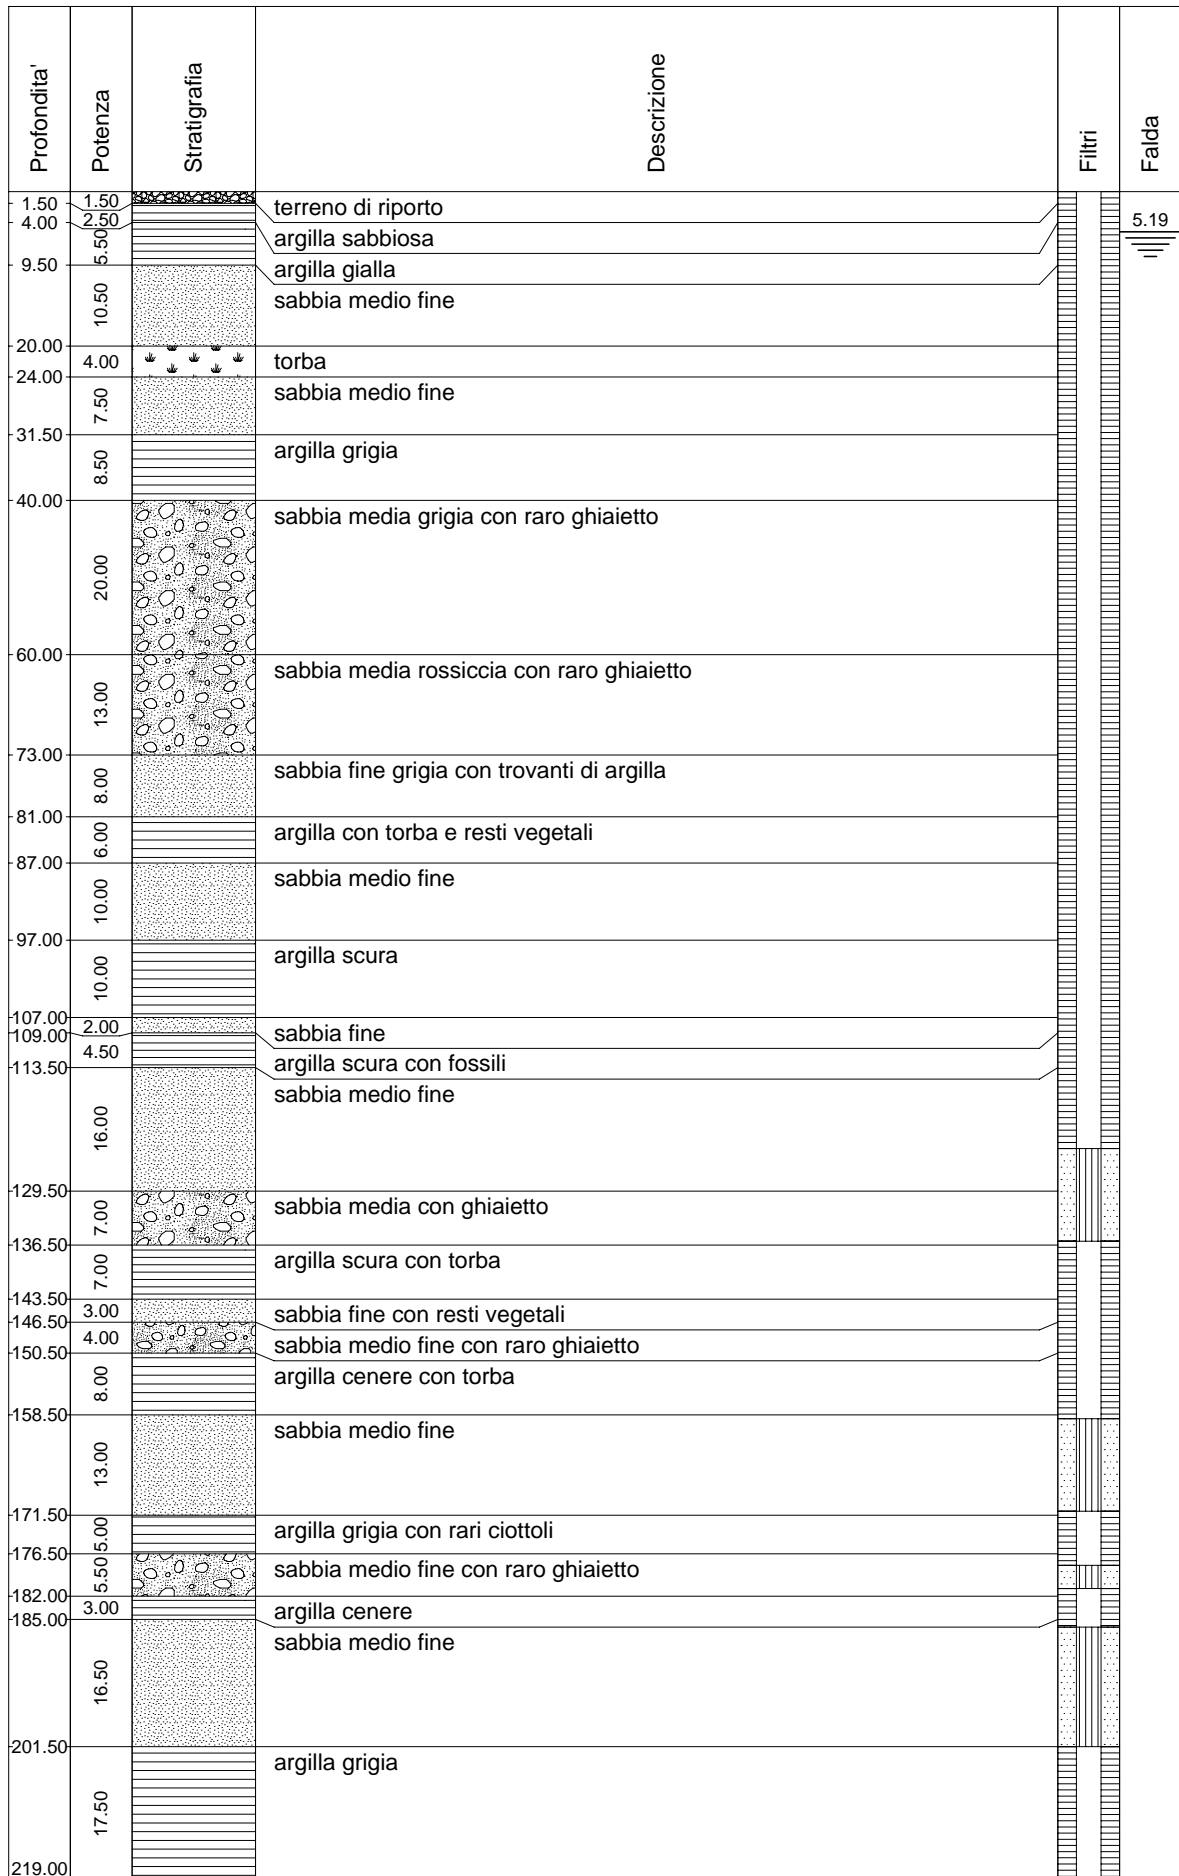 Profondita' Potenza Stratigrafia Descrizione Filtri Falda
1.50 1.50 terreno di riporto
4.00 2.50 argilla sabbiosa 5.19
9.50 5.50 argilla gialla
10.50 sabbia medio fine
20.00
4.00 torba
24.00
7.50 sabbia medio fine
31.50
8.50 argilla grigia
40.00
20.00 sabbia media grigia con raro ghiaietto
60.00
13.00 sabbia media rossiccia con raro ghiaietto
73.00
8.00 sabbia fine grigia con trovanti di argilla
81.00
6.00 argilla con torba e resti vegetali
87.00
10.00 sabbia medio fine
97.00
10.00 argilla scura
107.00
2.00 sabbia fine
109.00
4.50 argilla scura con fossili
113.50
16.00 sabbia medio fine
129.50
7.00 sabbia media con ghiaietto
136.50
7.00 argilla scura con torba
143.50
3.00 sabbia fine con resti vegetali
146.50
4.00 sabbia medio fine con raro ghiaietto
150.50
8.00 argilla cenere con torba
158.50
13.00 sabbia medio fine
171.50
5.00 argilla grigia con rari ciottoli
176.50
5.50 sabbia medio fine con raro ghiaietto
182.00
3.00 argilla cenere
185.00
16.50 sabbia medio fine
201.50
17.50 argilla grigia
219.00